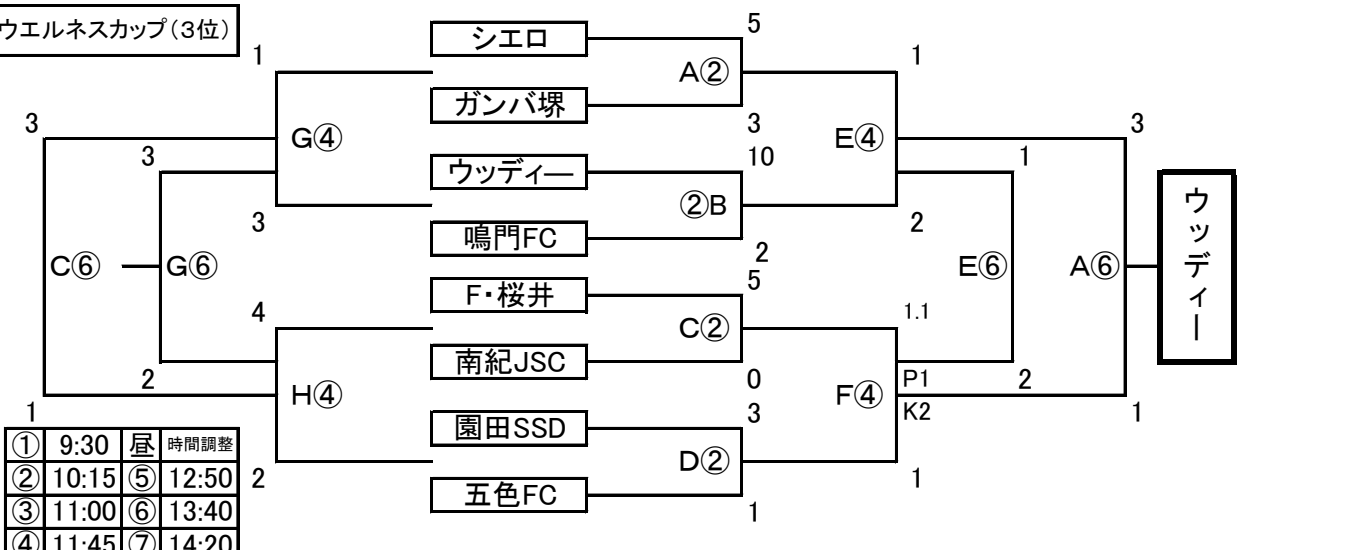 ウエルネスカップ(3位)
1
シエロ
5
1
A②
ガンバ堺
3
3
G④
3
E④
3
3
ウッディ―
10
1
②B
3
鳴門FC
2
2
C⑥
G⑥
F・桜井
5
E⑥
A⑥
ウッディー
4
C②
1.1
南紀JSC
2
H④
0
F④
P1
2
1
園田SSD
3
K2
1
D②
2
五色FC
1
1
① 9:30 昼 時間調整
② 10:15 ⑤ 12:50
③ 11:00 ⑥ 13:40
④ 11:45 ⑦ 14:20